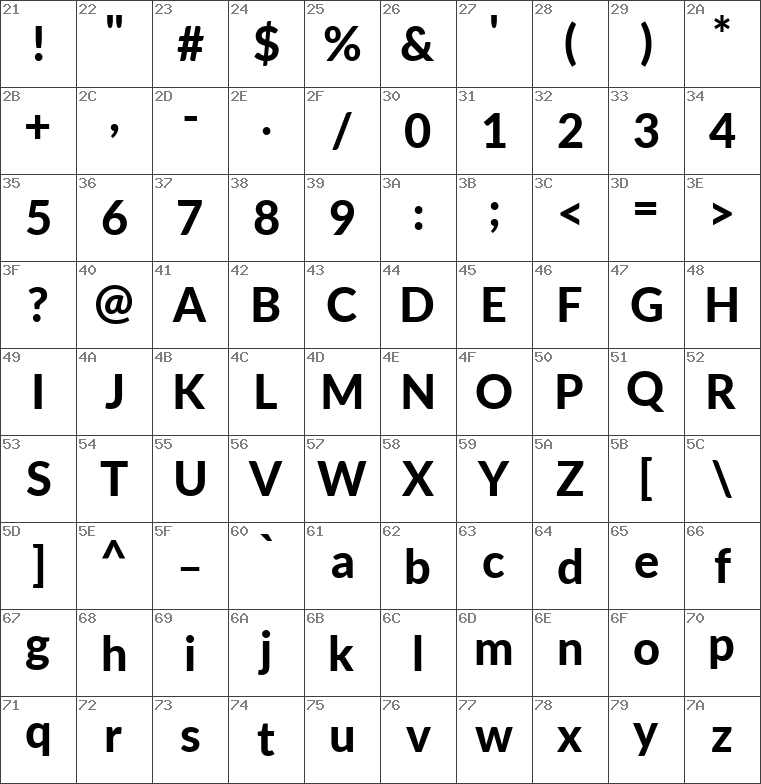 21 22 23 24 25 26 27 28 29 2A
! " # $ % & ' ( ) *
2B 2C 2D 2E 2F 30 31 32 33 34
+ , - . / 0 1 2 3 4
35 36 37 38 39 3A 3B 3C 3D 3E
5 6 7 8 9 : ; < = >
3F 40 41 42 43 44 45 46 47 48
? @ A B C D E F G H
49 4A 4B 4C 4D 4E 4F 50 51 52
I J K L M N O P Q R
53 54 55 56 57 58 59 5A 5B 5C
S T U V W X Y Z [ \
5D 5E 5F 60 61 62 63 64 65 66
] ^ _ ` a b c d e f
67 68 69 6A 6B 6C 6D 6E 6F 70
g h i j k l m n o p
71 72 73 74 75 76 77 78 79 7A
q r s t u v w x y z